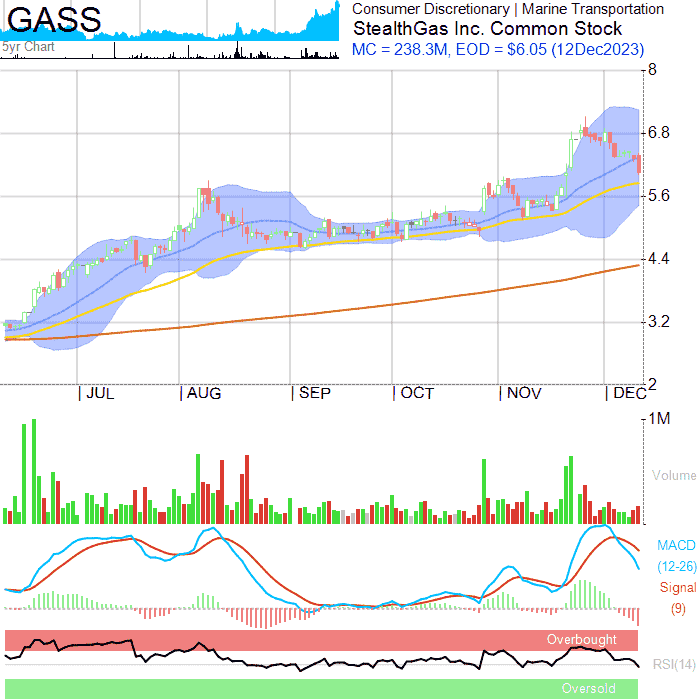 GASS
5yr Chart
Consumer Discretionary | Marine Transportation
StealthGas Inc. Common Stock
MC = 238.3M, EOD = $6.05 (12Dec2023)
8
6.8
5.6
4.4
3.2
2
JUL AUG SEP OCT NOV DEC
1M
Volume
MACD
(12-26)
Signal
(9)
Overbought
RSI(14)
Oversold